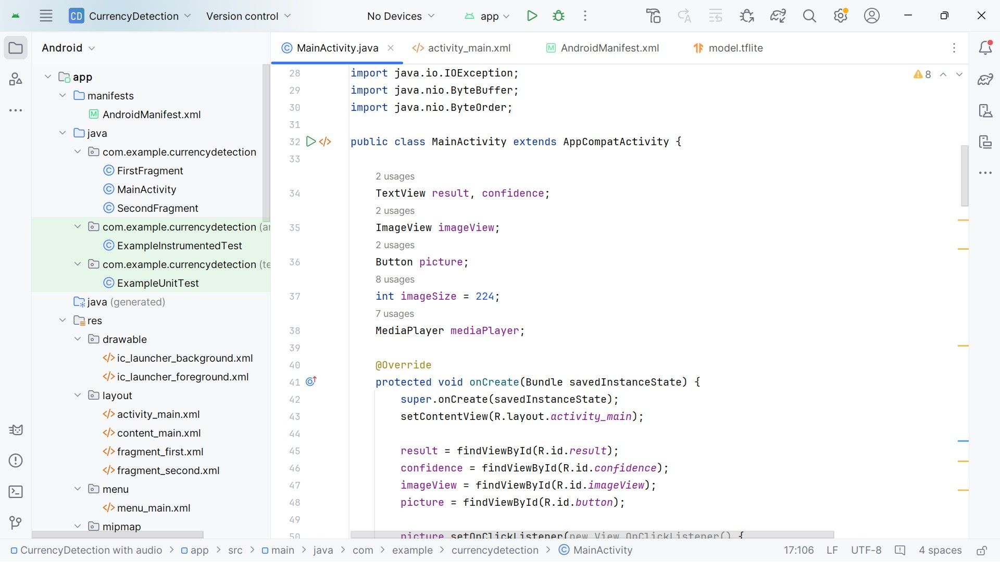 CD CurrencyDetection Version control No Devices app
Android
MainActivity.java activity_main.xml AndroidManifest.xml model.tflite
app
manifests
AndroidManifest.xml
java
com.example.currencydetection
FirstFragment
MainActivity
SecondFragment
com.example.currencydetection (ar
ExampleInstrumentedTest
com.example.currencydetection (te
ExampleUnitTest
java (generated)
res
drawable
ic_launcher_background.xml
ic_launcher_foreground.xml
layout
activity_main.xml
content_main.xml
fragment_first.xml
fragment_second.xml
menu
menu_main.xml
mipmap
8
28 import java.io.IOException;
29 import java.nio.ByteBuffer;
30 import java.nio.ByteOrder;
31
32 public class MainActivity extends AppCompatActivity {
33
2 usages
34 TextView result, confidence;
2 usages
35 ImageView imageView;
2 usages
36 Button picture;
8 usages
37 int imageSize = 224;
7 usages
38 MediaPlayer mediaPlayer;
39
40 @Override
41 protected void onCreate(Bundle savedInstanceState) {
42 super.onCreate(savedInstanceState);
43 setContentView(R.layout.activity_main);
44
45 result = findViewById(R.id.result);
46 confidence = findViewById(R.id.confidence);
47 imageView = findViewById(R.id.imageView);
48 picture = findViewById(R.id.button);
49
50 picture.setOnClickListener(new View.OnClickListener() {
CurrencyDetection with audio > app > src > main > java > com > example > currencydetection > MainActivity 17:106 LF UTF-8 4 spaces